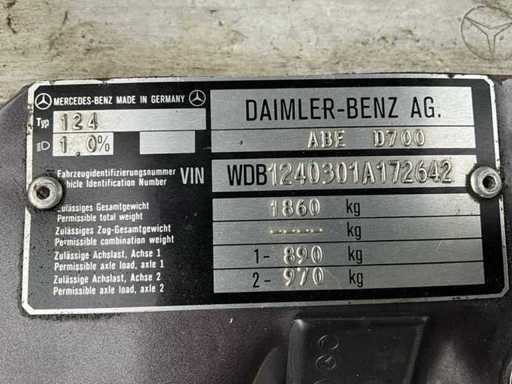 MERCEDES-BENZ MADE IN GERMANY
DAIMLER-BENZ AG.
Typ 124
1,0%
ABE D700
Fahrzeugidentifizierungsnummer
Vehicle Identification Number VIN WDB1240301A172642
Zulässiges Gesamtgewicht
Permissible total weight 1860 kg
Zulässiges Zug-Gesamtgewicht
Permissible combination weight ---- kg
Zulässige Achslast, Achse 1
Permissible axle load, axle 1 1- 890 kg
Zulässige Achslast, Achse 2
Permissible axle load, axle 2 2- 970 kg